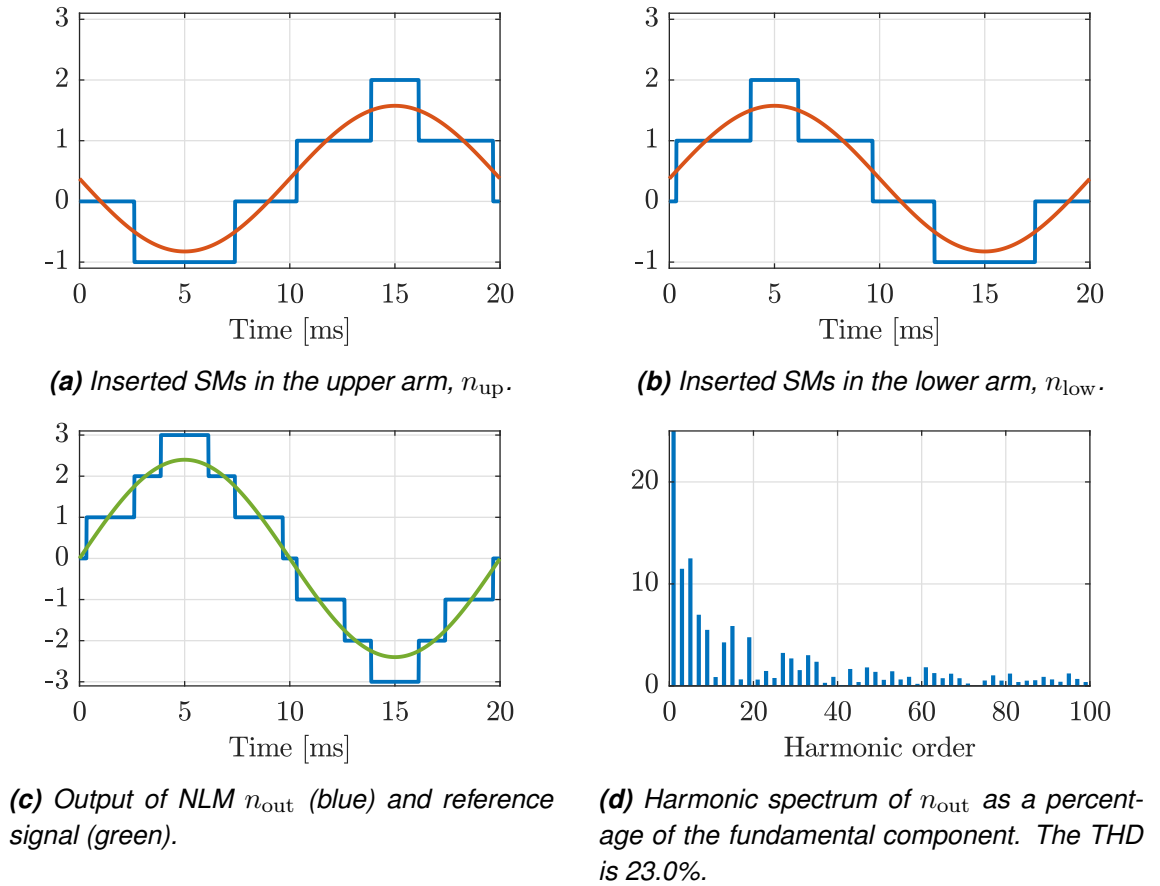 3
2
1
0
-1
0 5 10 15 20
Time [ms]
(a) Inserted SMs in the upper arm, n_up.
3
2
1
0
-1
0 5 10 15 20
Time [ms]
(b) Inserted SMs in the lower arm, n_low.
3
2
1
0
-1
-2
-3
0 5 10 15 20
Time [ms]
(c) Output of NLM n_out (blue) and reference
signal (green).
20
10
0
0 20 40 60 80 100
Harmonic order
(d) Harmonic spectrum of n_out as a percent-
age of the fundamental component. The THD
is 23.0%.